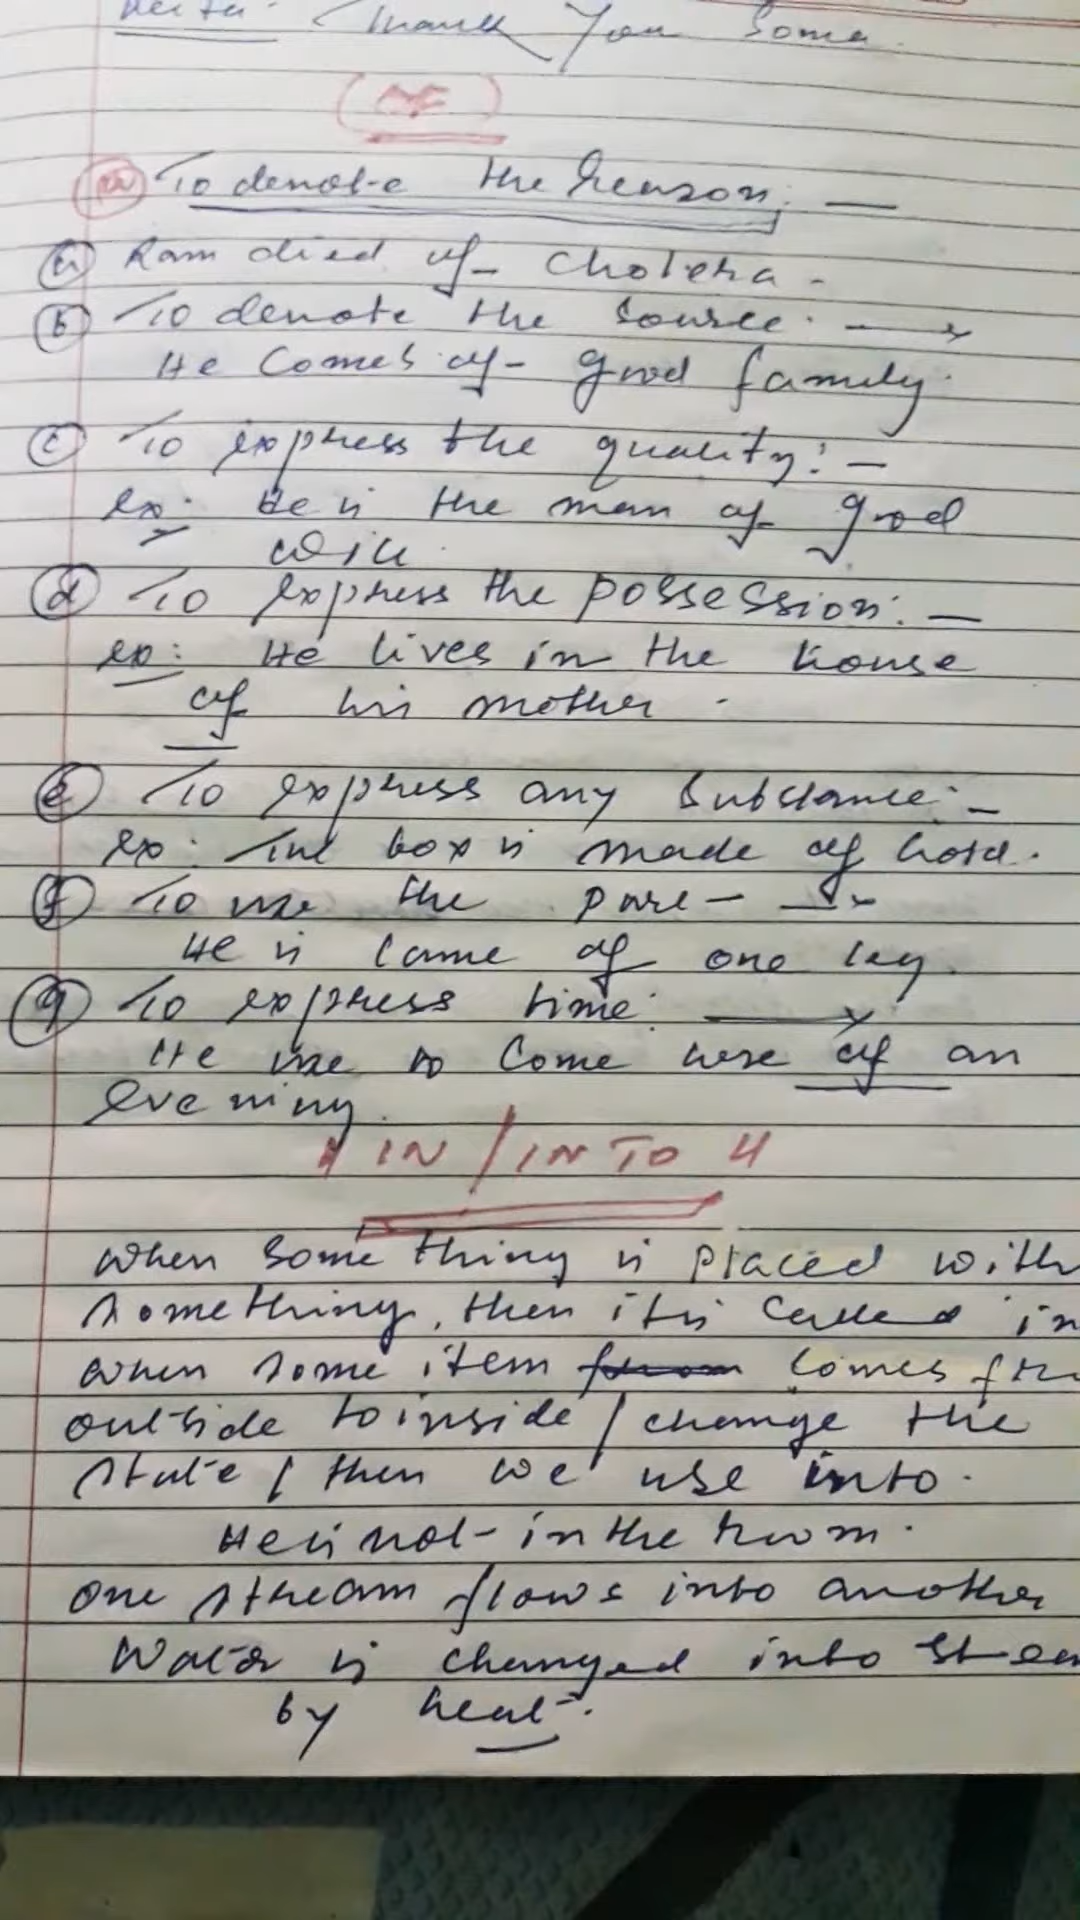 Thank You Soma.
To denote the Reason: —
(a) Ram died of cholera.
(b) To denote the source. →
He comes of good family.
(c) To express the quality: —
ex: He is the man of good
will.
(d) To express the possession: —
ex: He lives in the house
of his mother.
(e) To express any substance: —
ex: The box is made of Gold.
(f) To use the part →
He is lame of one leg.
(g) To express time: →
He use to come here of an
evening.
IN / INTO
When something is placed with
something, then it is called in
when some item from comes fr
outside to inside / change the
state / then we use into.
He is not in the room.
One stream flows into another
Water is changed into stea
by heat.